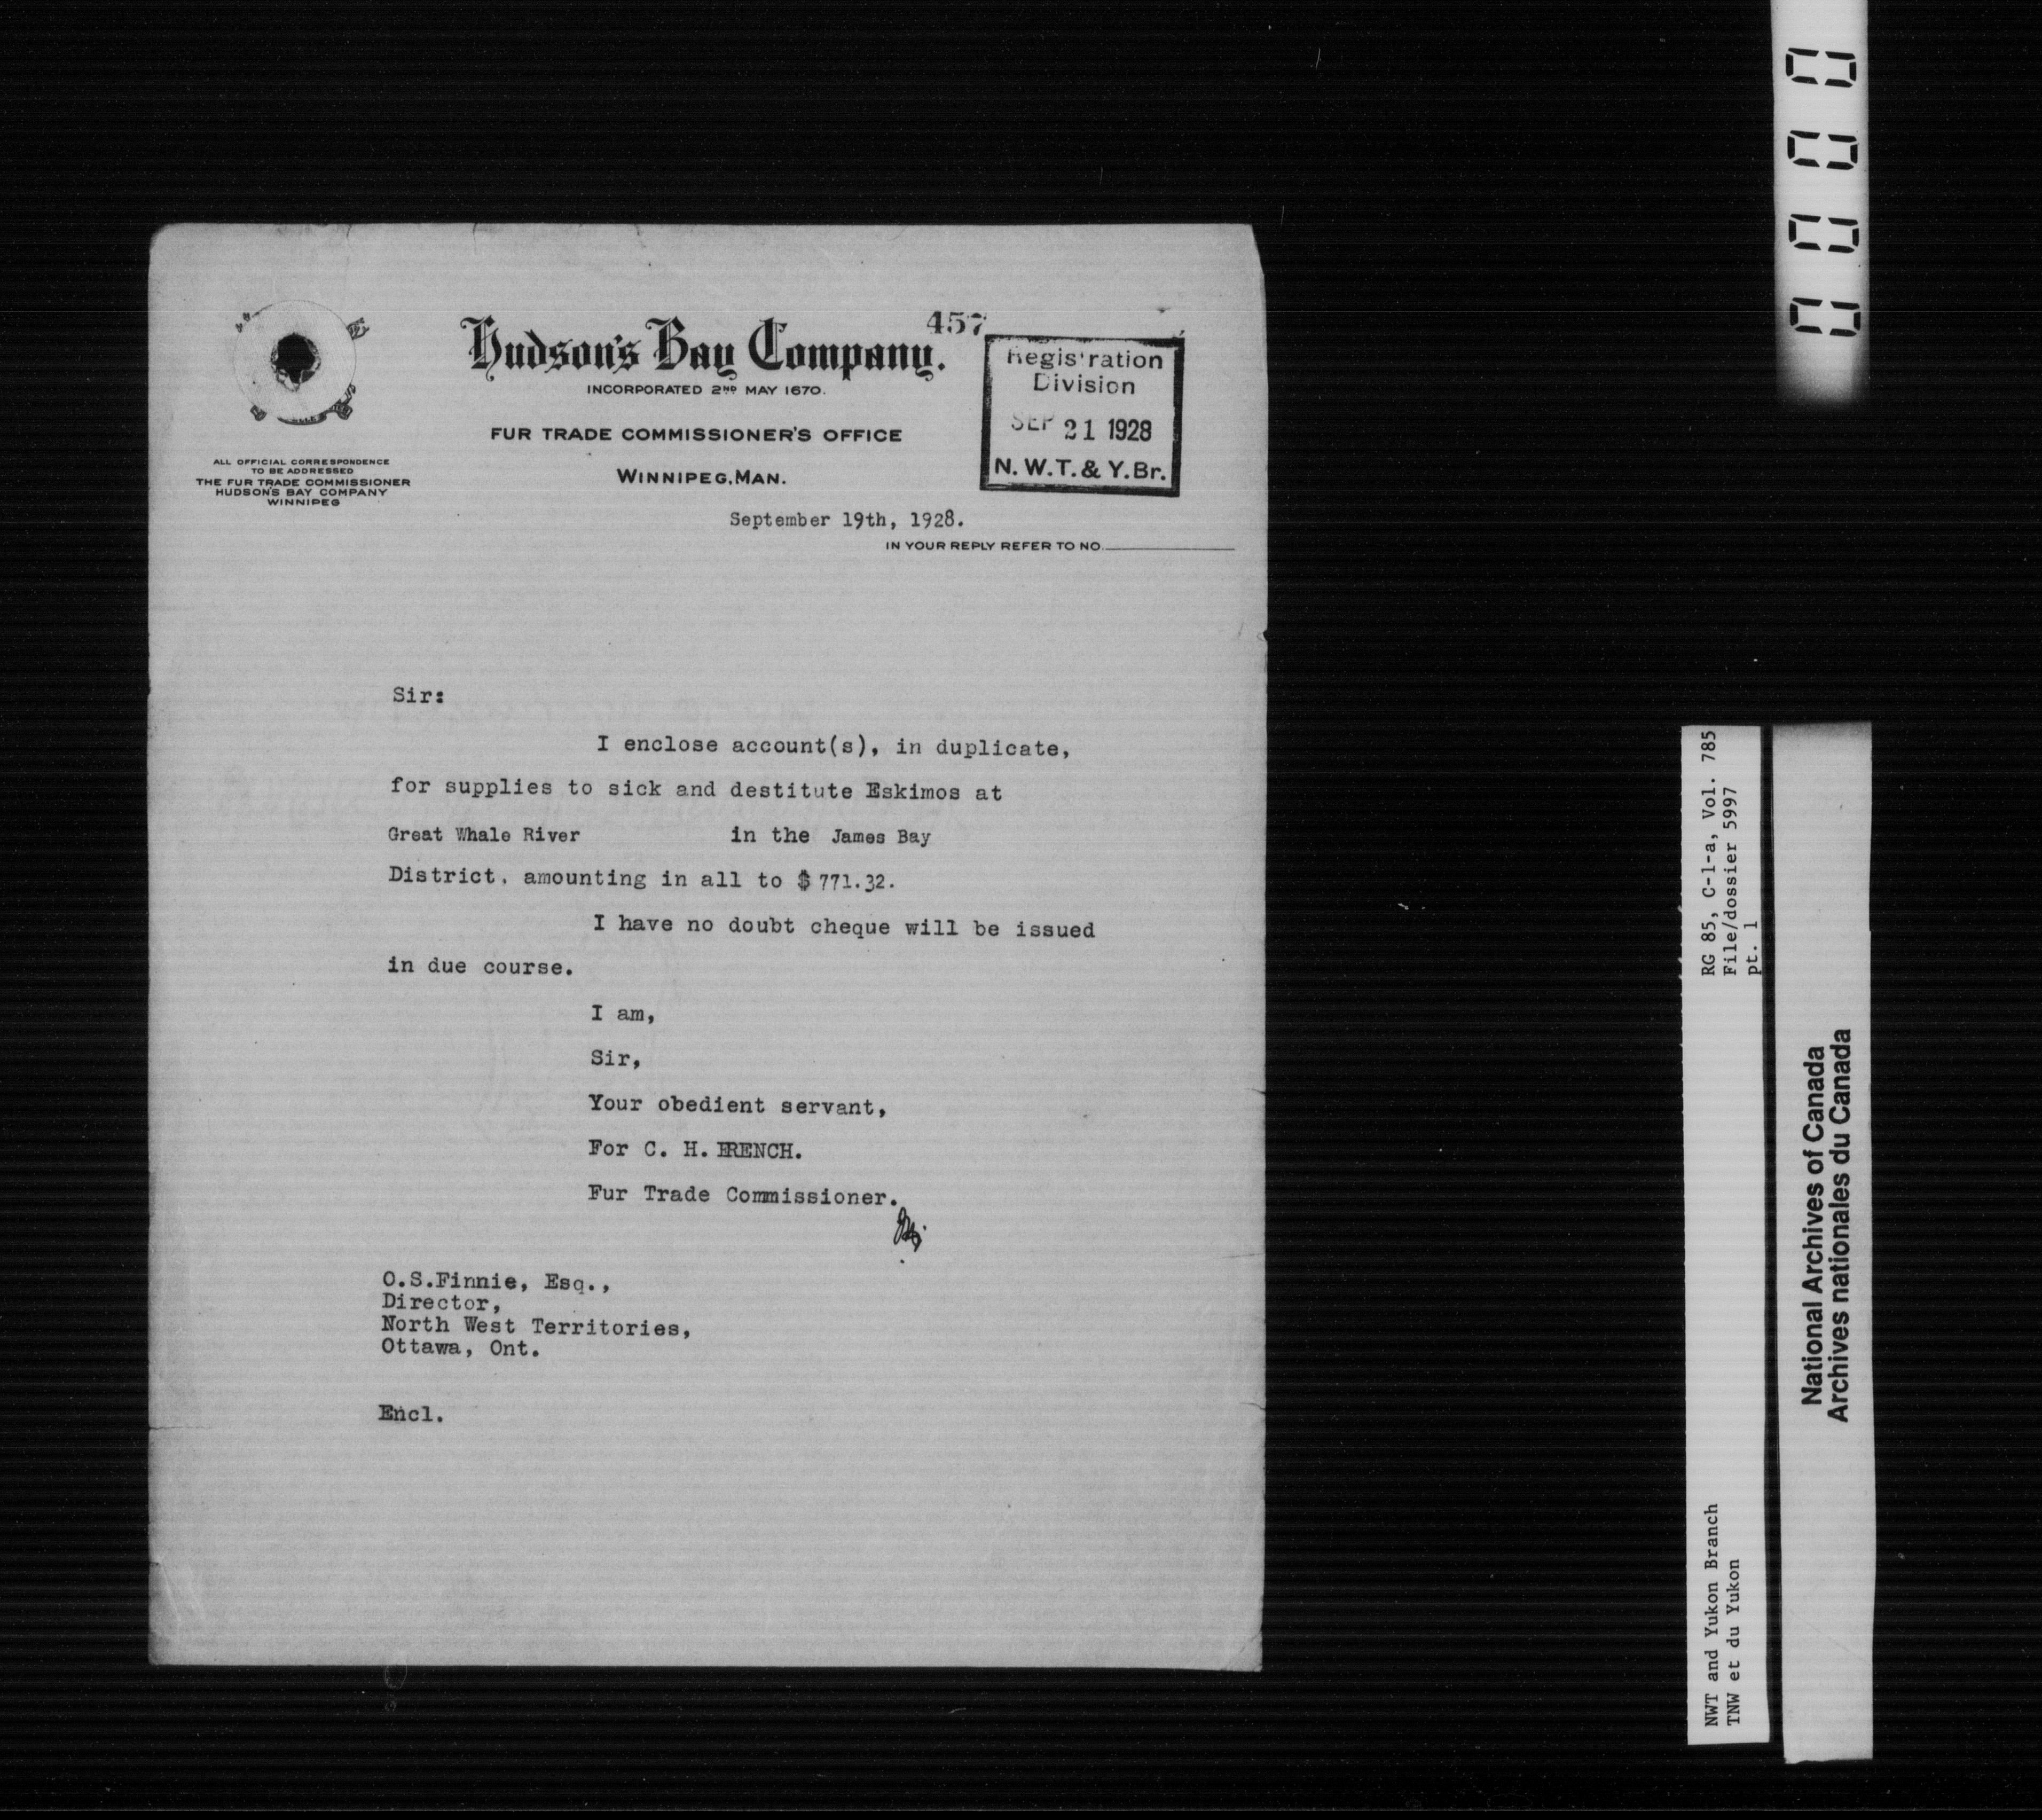 457
Hudson's Bay Company.
INCORPORATED 2ND MAY 1670.
FUR TRADE COMMISSIONER'S OFFICE
WINNIPEG, MAN.
ALL OFFICIAL CORRESPONDENCE
TO BE ADDRESSED
THE FUR TRADE COMMISSIONER
HUDSON'S BAY COMPANY
WINNIPEG
Registration
Division
SEP 21 1928
N. W. T. & Y. Br.
September 19th, 1928.
IN YOUR REPLY REFER TO NO.
Sir:
I enclose account(s), in duplicate,
for supplies to sick and destitute Eskimos at
Great Whale River in the James Bay
District, amounting in all to $ 771.32.
I have no doubt cheque will be issued
in due course.
I am,
Sir,
Your obedient servant,
For C. H. FRENCH.
Fur Trade Commissioner.
O.S.Finnie, Esq.,
Director,
North West Territories,
Ottawa, Ont.
Encl.
0000
RG 85, C-1-a, Vol. 785
File/dossier 5997
pt. 1
NWT and Yukon Branch
TNW et du Yukon
National Archives of Canada
Archives nationales du Canada